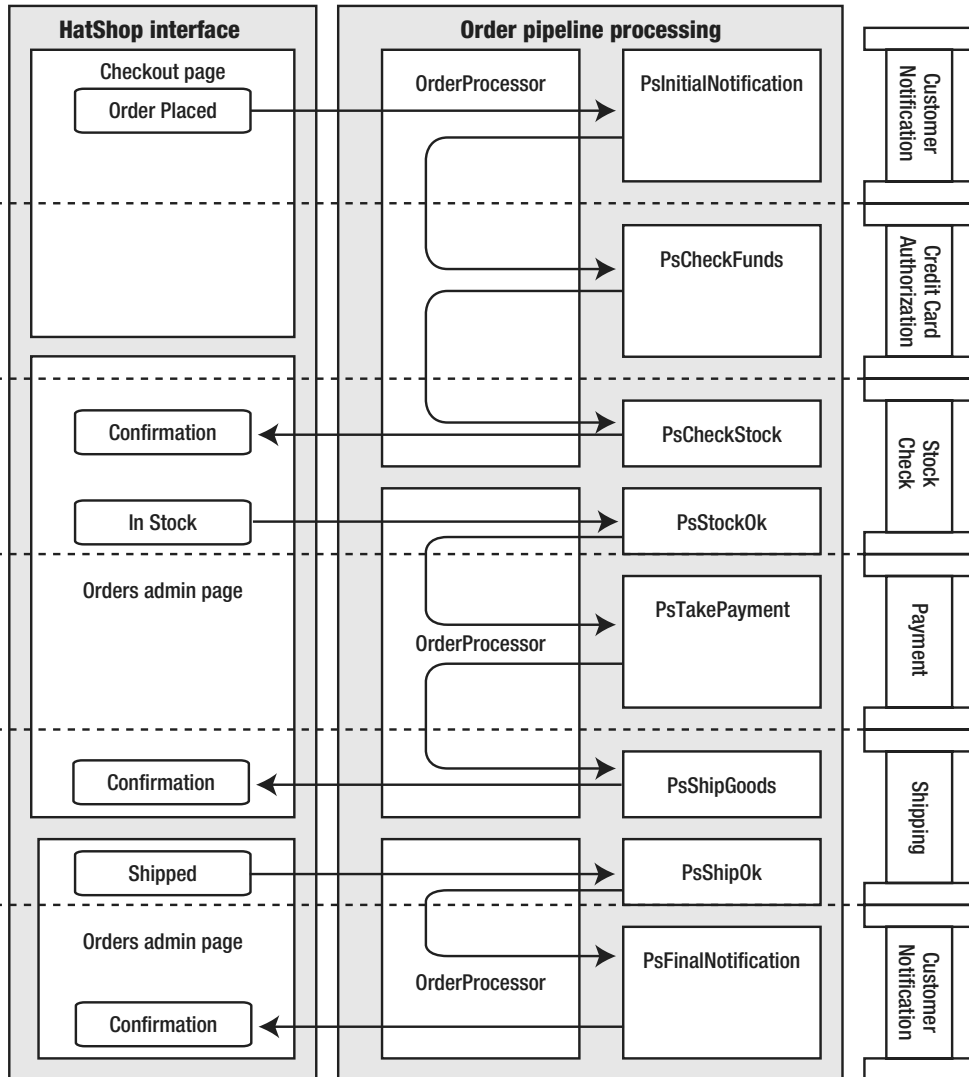 HatShop interface
Order pipeline processing
Checkout page
Order Placed
OrderProcessor
PsInitialNotification
Customer
Notification
PsCheckFunds
Credit Card
Authorization
Confirmation
PsCheckStock
Stock
Check
In Stock
PsStockOk
Orders admin page
OrderProcessor
PsTakePayment
Payment
Confirmation
PsShipGoods
Shipping
Shipped
PsShipOk
Orders admin page
OrderProcessor
PsFinalNotification
Customer
Notification
Confirmation